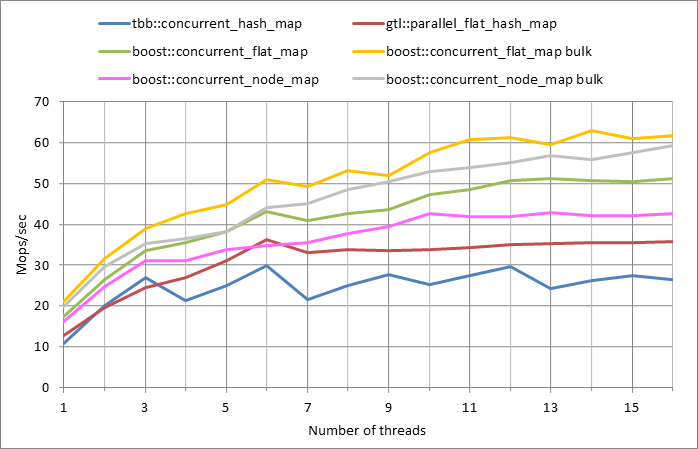 tbb::concurrent_hash_map gtl::parallel_flat_hash_map
boost::concurrent_flat_map boost::concurrent_flat_map bulk
boost::concurrent_node_map boost::concurrent_node_map bulk
70
60
50
40
30
20
10
0
Mops/sec
1 3 5 7 9 11 13 15
Number of threads